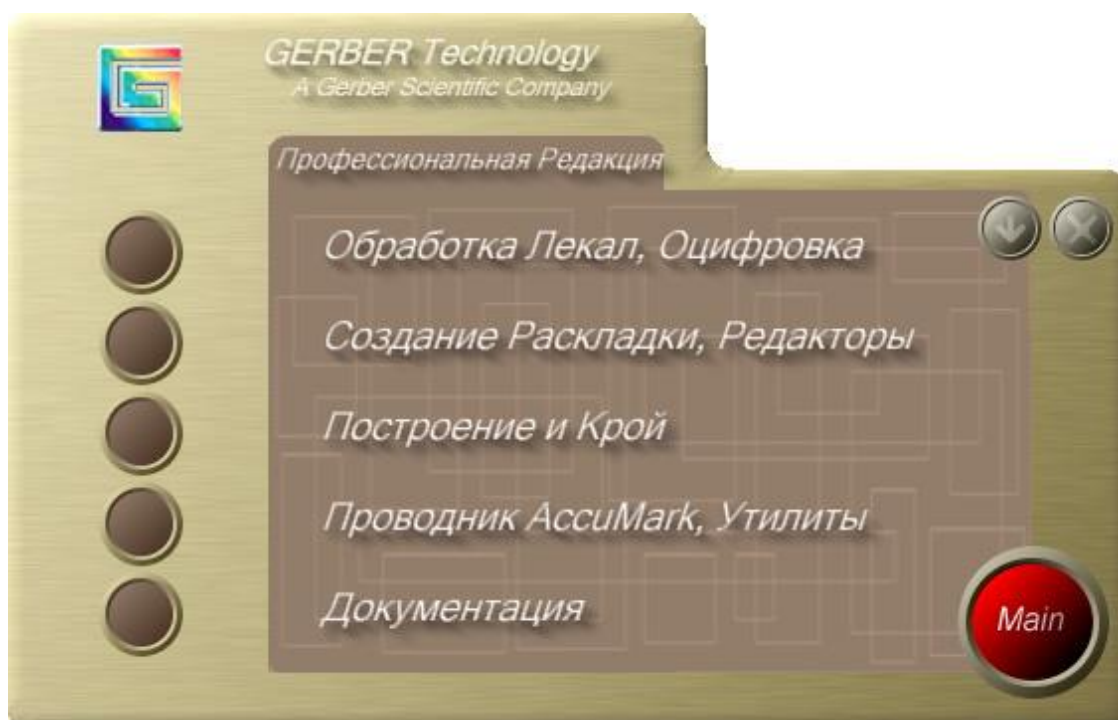 GERBER Technology
A Gerber Scientific Company
Профессиональная Редакция
Обработка Лекал, Оцифровка
Создание Раскладки, Редакторы
Построение и Крой
Проводник AccuMark, Утилиты
Документация
Main